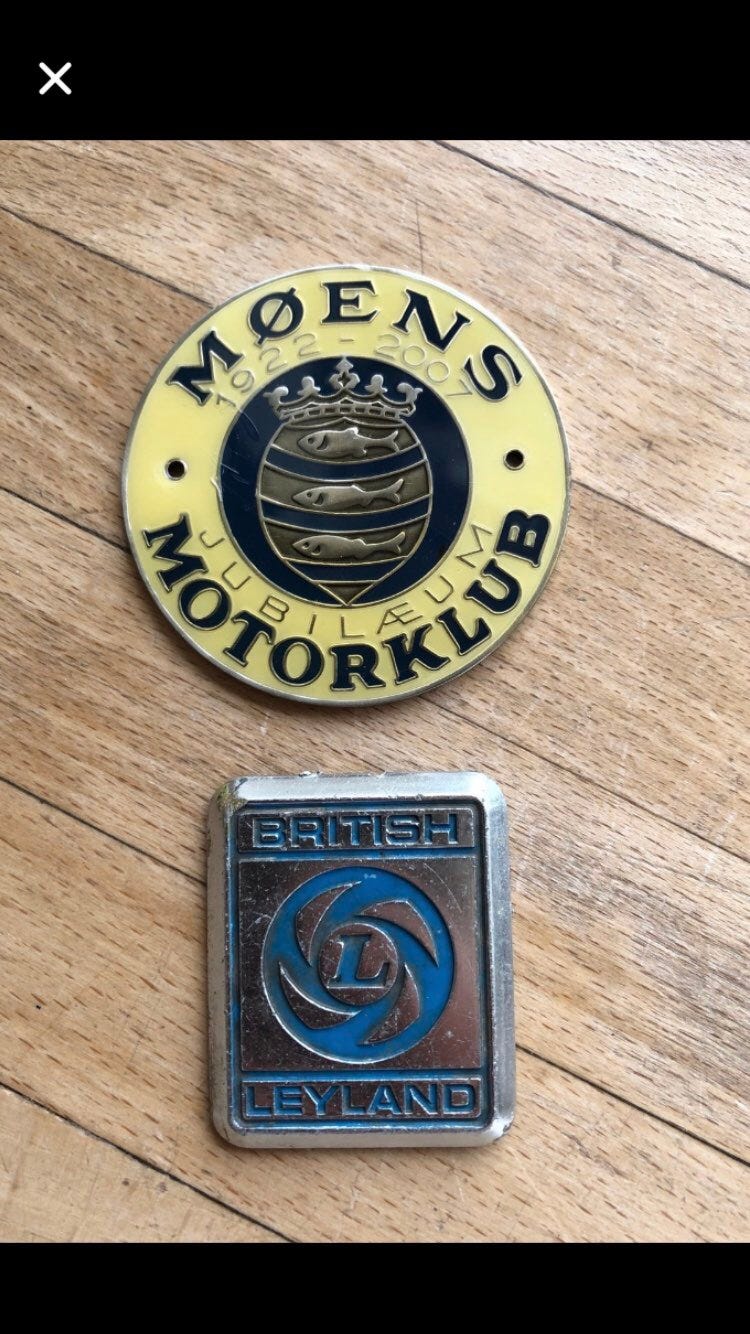 MØENS
1922 - 2007
JUBILÆUM
MOTORKLUB
BRITISH
L
LEYLAND